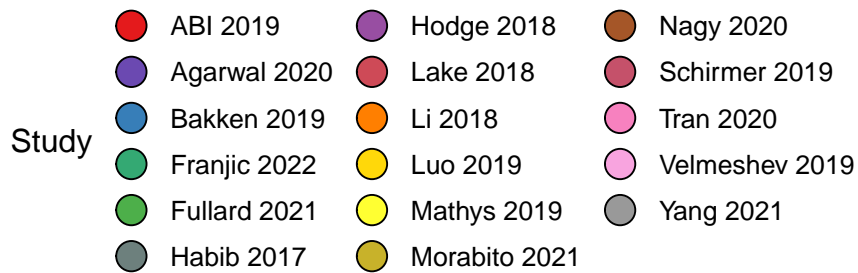 Study
ABI 2019
Agarwal 2020
Bakken 2019
Franjic 2022
Fullard 2021
Habib 2017
Hodge 2018
Lake 2018
Li 2018
Luo 2019
Mathys 2019
Morabito 2021
Nagy 2020
Schirmer 2019
Tran 2020
Velmeshev 2019
Yang 2021